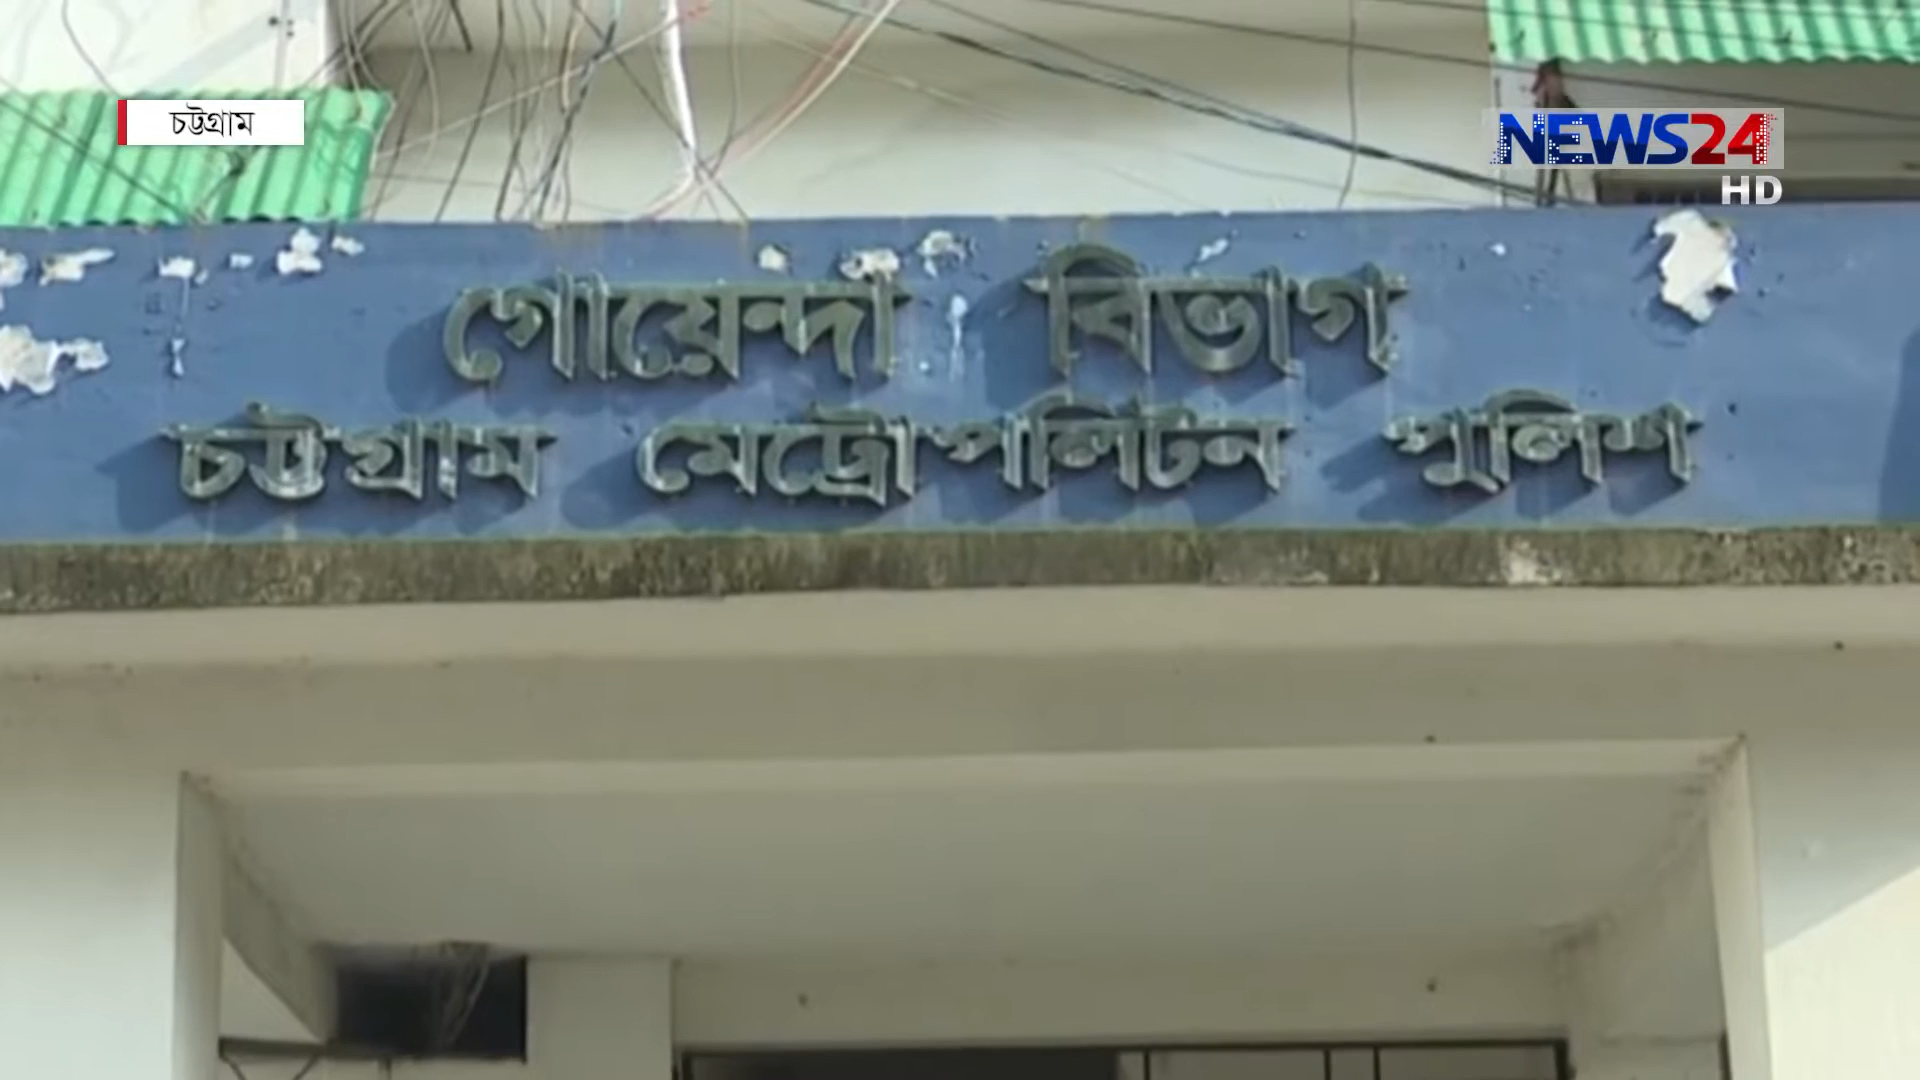 চট্টগ্রাম
NEWS24
HD
গোয়েন্দা বিভাগ
চট্টগ্রাম মেট্রোপলিটন পুলিশ